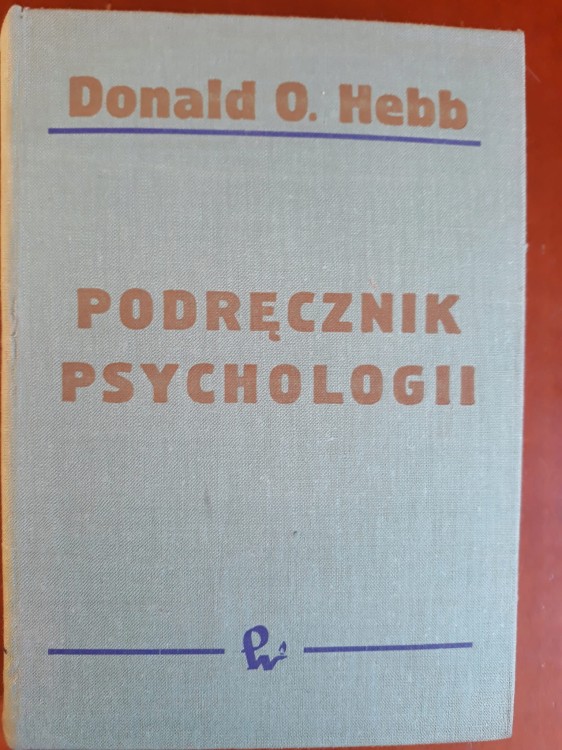 Donald O. Hebb
PODRĘCZNIK
PSYCHOLOGII